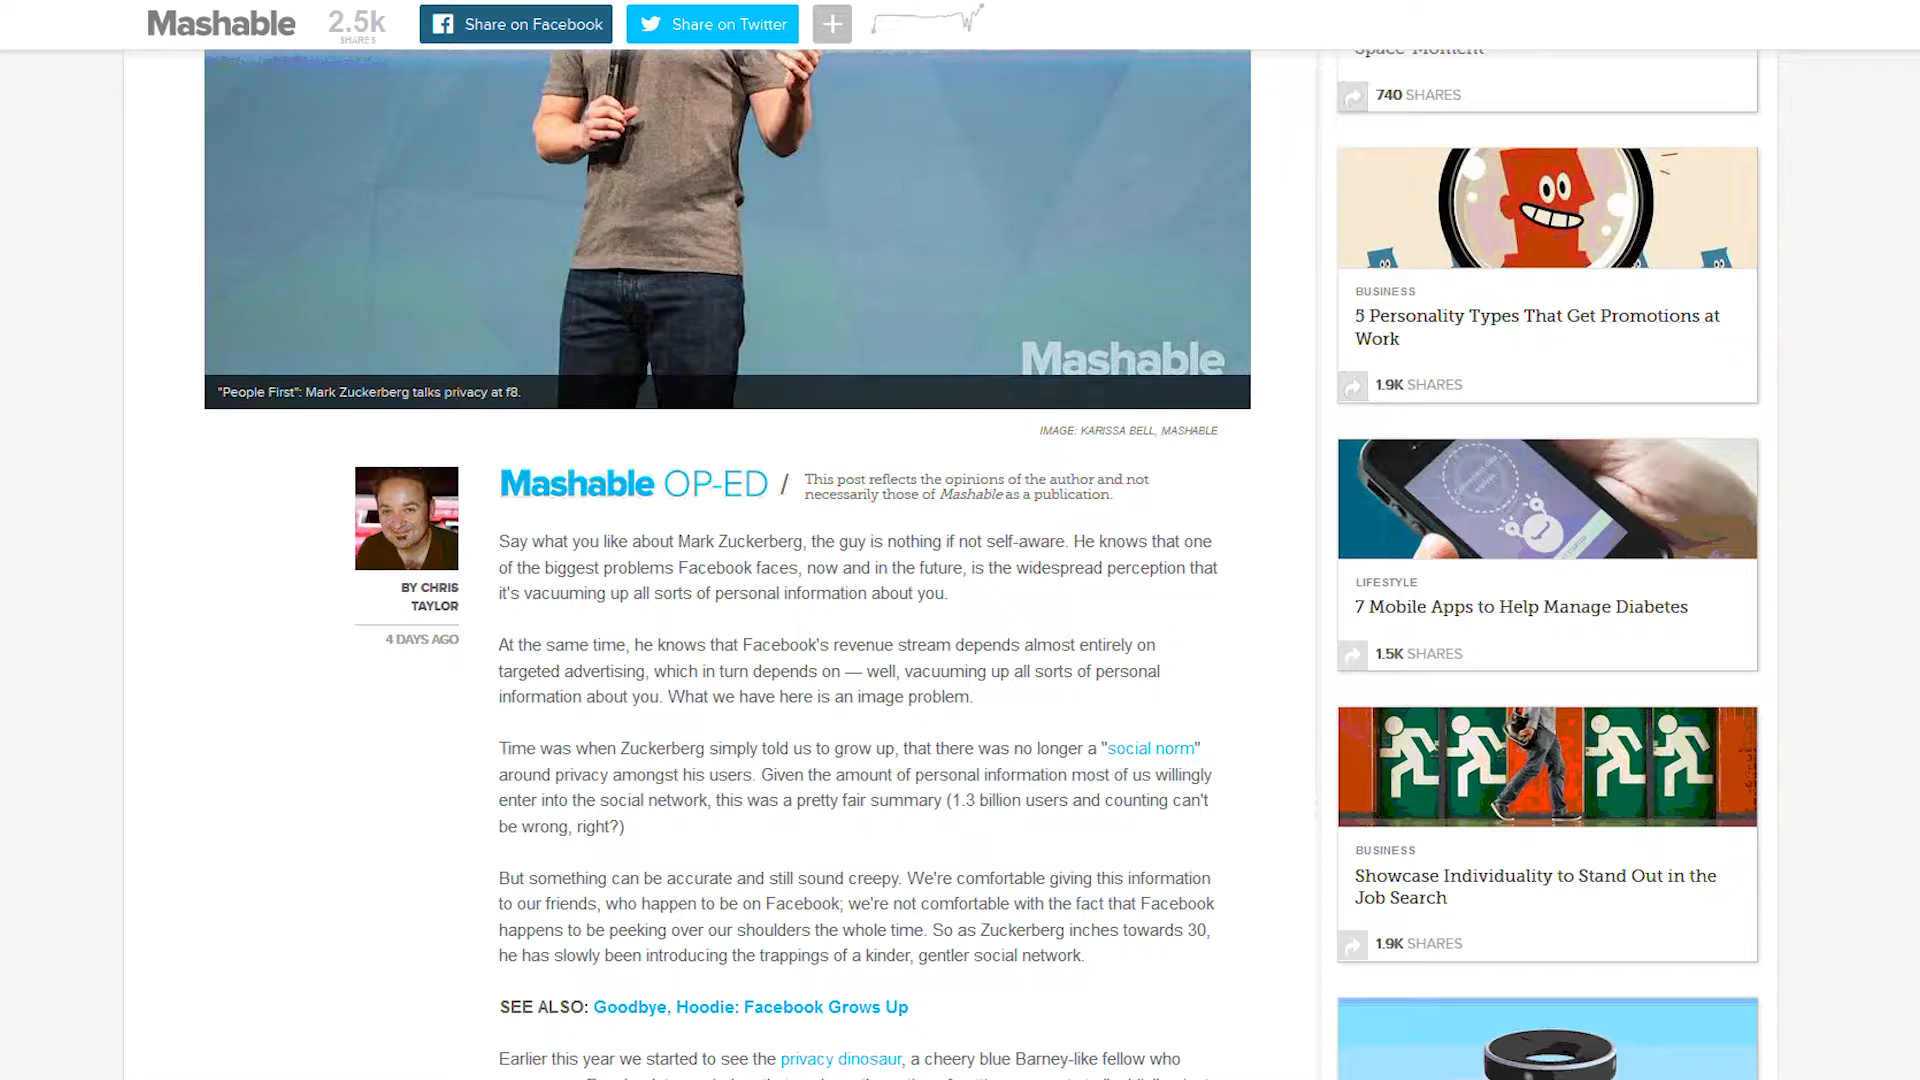 Mashable
2.5k
SHARES
Share on Facebook
Share on Twitter
Space-Moment
740 SHARES
Mashable
"People First": Mark Zuckerberg talks privacy at f8.
IMAGE: KARISSA BELL, MASHABLE
BY CHRIS
TAYLOR
4 DAYS AGO
Mashable OP-ED / This post reflects the opinions of the author and not
necessarily those of Mashable as a publication.
Say what you like about Mark Zuckerberg, the guy is nothing if not self-aware. He knows that one
of the biggest problems Facebook faces, now and in the future, is the widespread perception that
it's vacuuming up all sorts of personal information about you.
At the same time, he knows that Facebook's revenue stream depends almost entirely on
targeted advertising, which in turn depends on — well, vacuuming up all sorts of personal
information about you. What we have here is an image problem.
Time was when Zuckerberg simply told us to grow up, that there was no longer a "social norm"
around privacy amongst his users. Given the amount of personal information most of us willingly
enter into the social network, this was a pretty fair summary (1.3 billion users and counting can't
be wrong, right?)
But something can be accurate and still sound creepy. We're comfortable giving this information
to our friends, who happen to be on Facebook; we're not comfortable with the fact that Facebook
happens to be peeking over our shoulders the whole time. So as Zuckerberg inches towards 30,
he has slowly been introducing the trappings of a kinder, gentler social network.
SEE ALSO: Goodbye, Hoodie: Facebook Grows Up
Earlier this year we started to see the privacy dinosaur, a cheery blue Barney-like fellow who
BUSINESS
5 Personality Types That Get Promotions at
Work
1.9K SHARES
LIFESTYLE
7 Mobile Apps to Help Manage Diabetes
1.5K SHARES
BUSINESS
Showcase Individuality to Stand Out in the
Job Search
1.9K SHARES